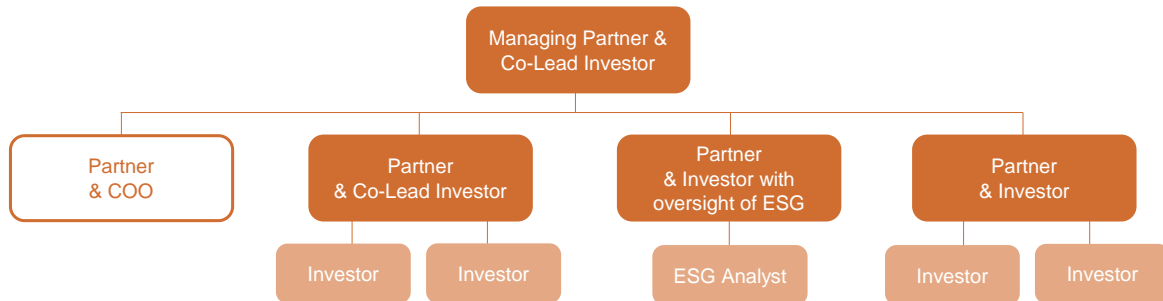 Managing Partner &
Co-Lead Investor
Partner
& COO
Partner
& Co-Lead Investor
Partner
& Investor with
oversight of ESG
Partner
& Investor
Investor
Investor
ESG Analyst
Investor
Investor